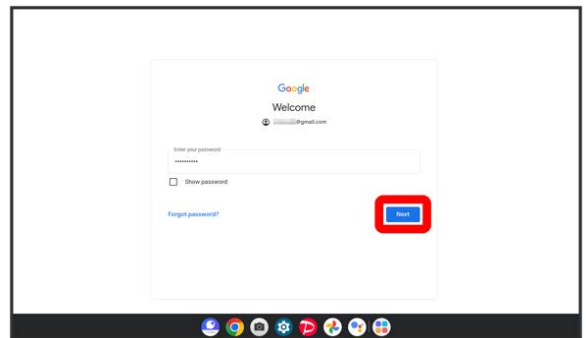 Google
Welcome
@gmail.com
Enter your password
••••••••••
Show password
Forgot password?
Next